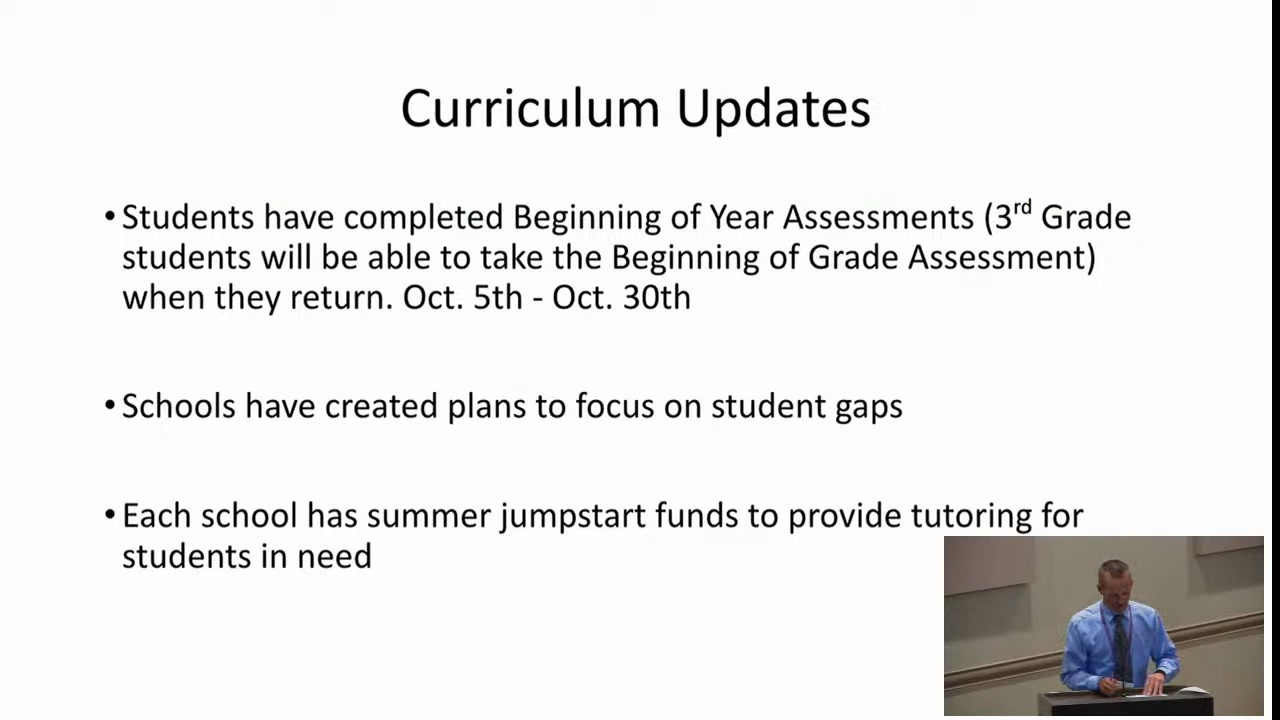 Curriculum Updates
• Students have completed Beginning of Year Assessments (3rd Grade
students will be able to take the Beginning of Grade Assessment)
when they return. Oct. 5th - Oct. 30th
• Schools have created plans to focus on student gaps
• Each school has summer jumpstart funds to provide tutoring for
students in need